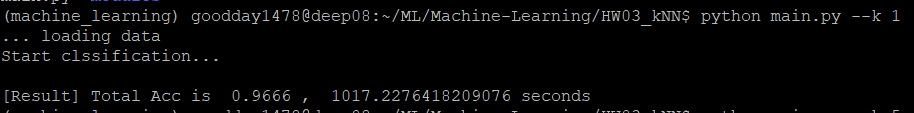 (machine_learning) goodday1478@deep08:~/ML/Machine-Learning/HW03_kNN$ python main.py --k 1
... loading data
Start clssification...
[Result] Total Acc is  0.9666 ,  1017.2276418209076 seconds